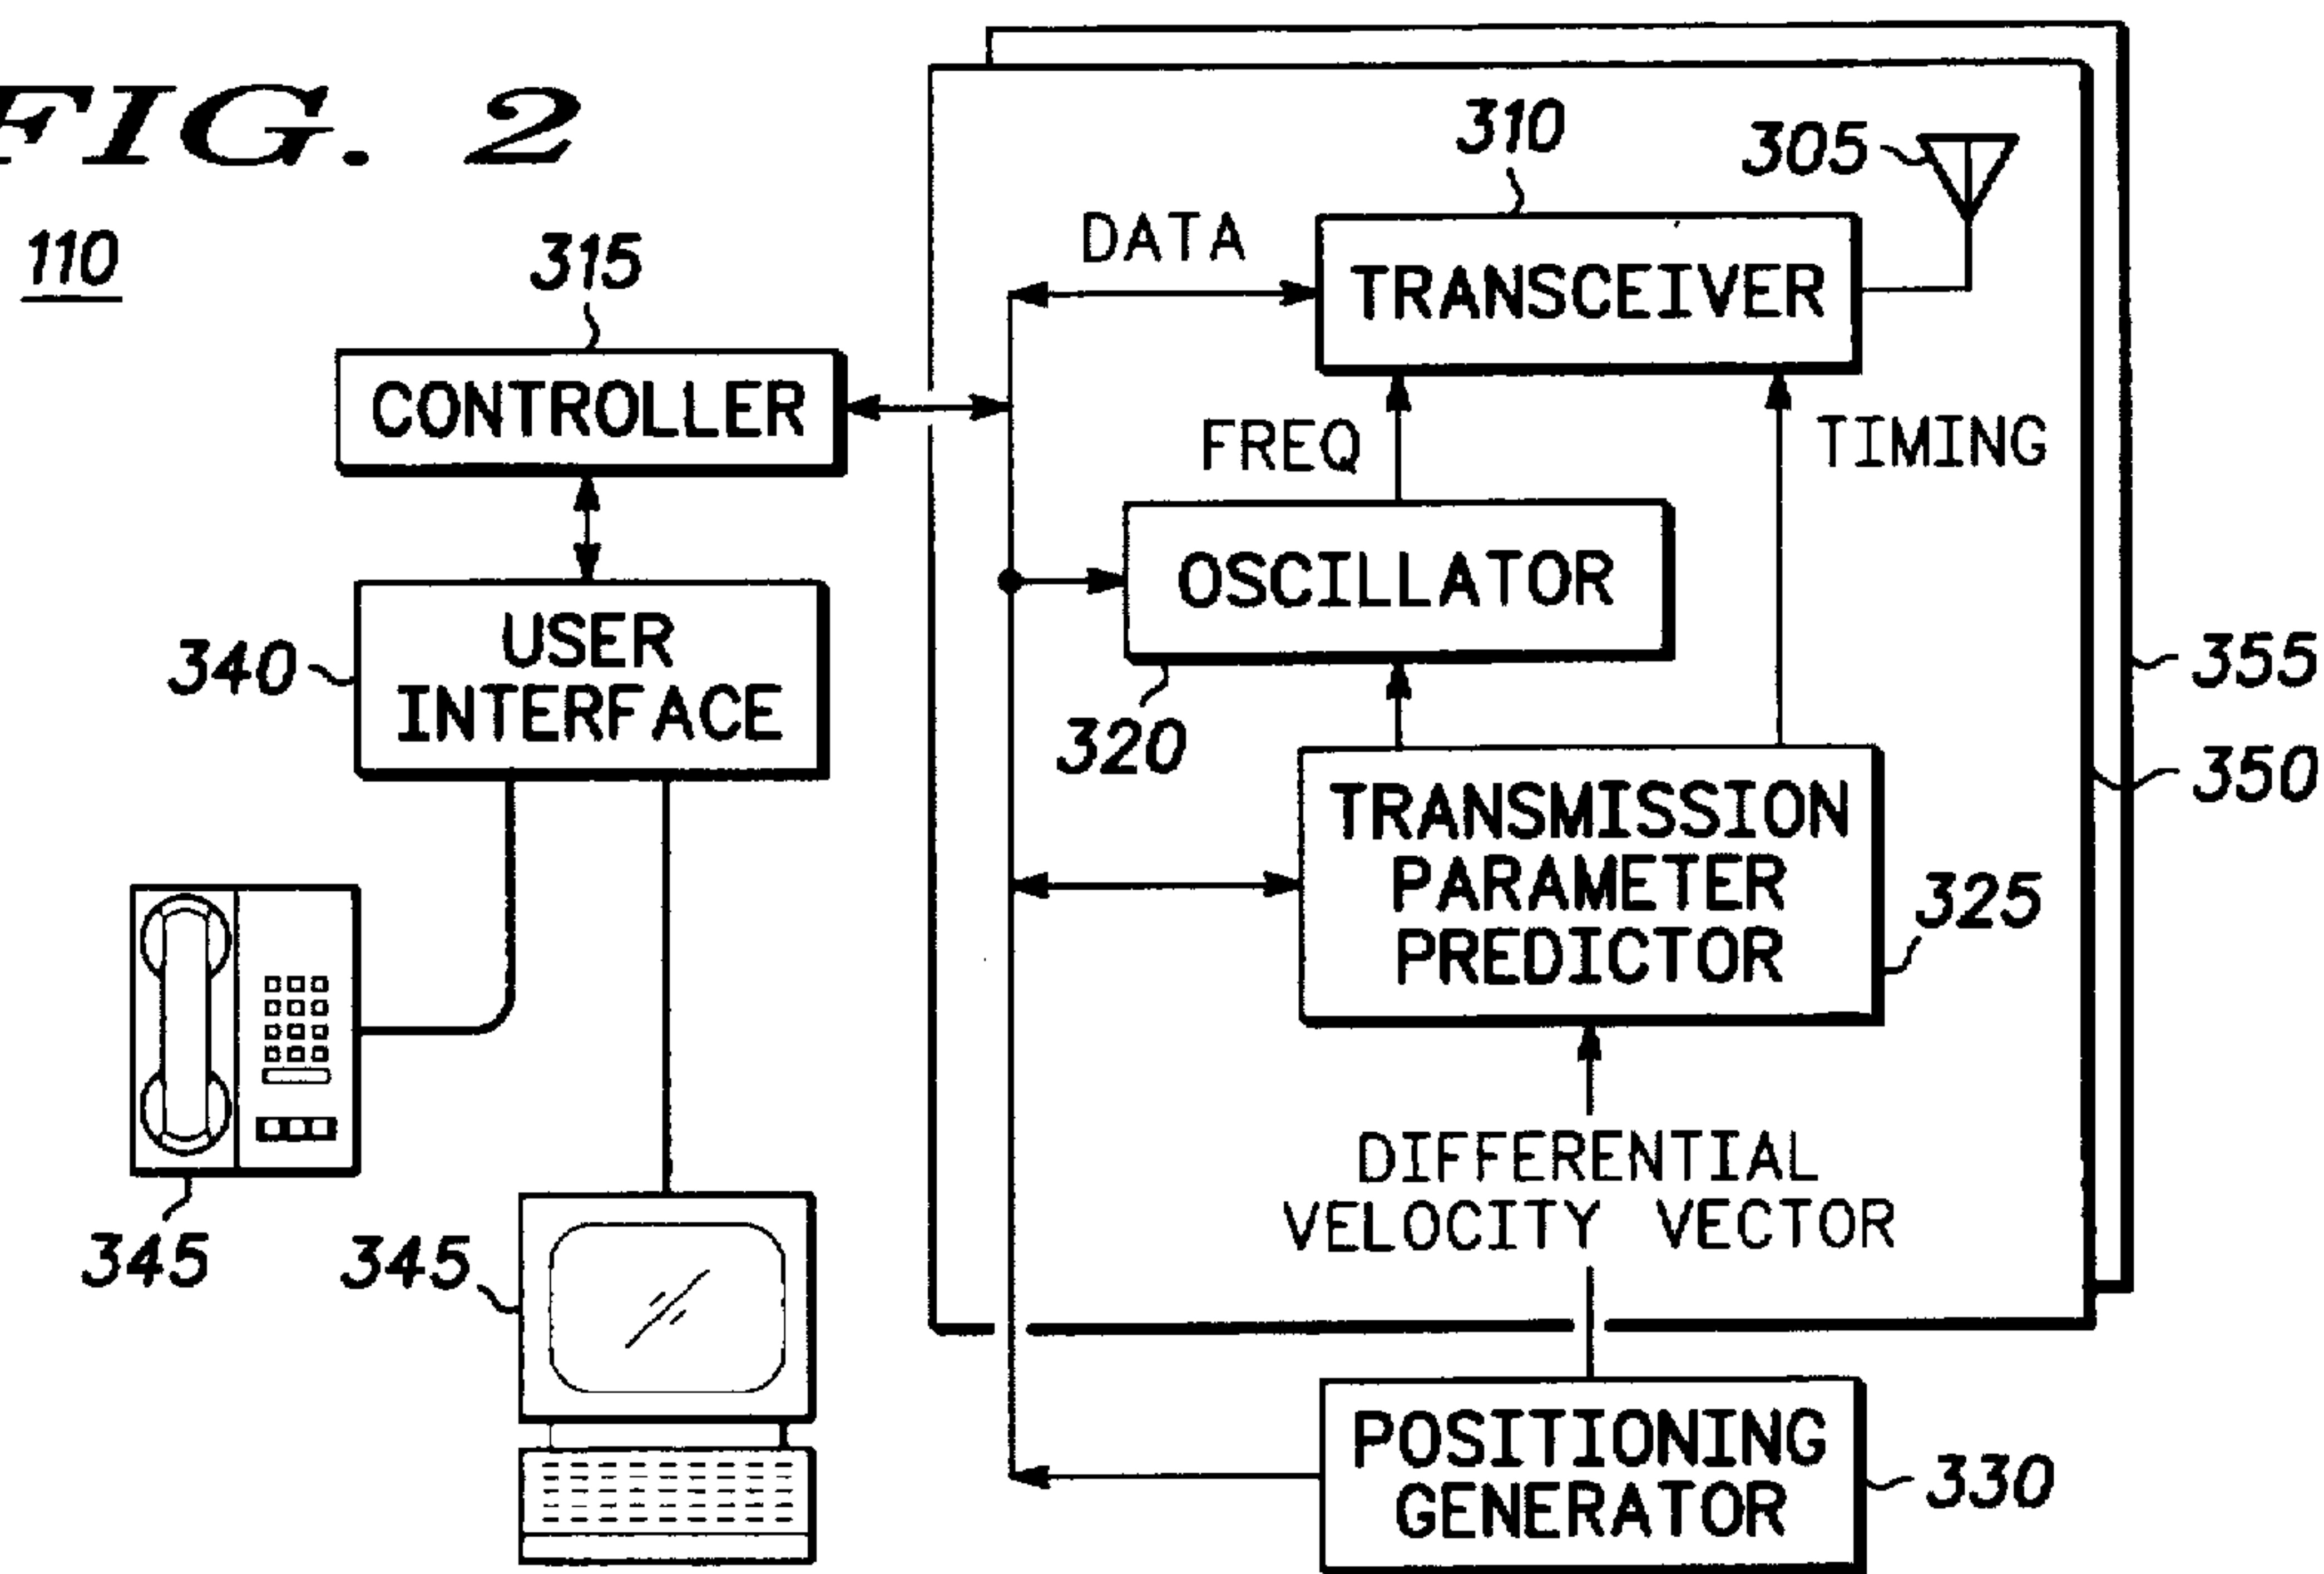 FIG. 2
110
315
CONTROLLER
340
USER
INTERFACE
345
345
310
305
DATA
TRANSCEIVER
FREQ
TIMING
OSCILLATOR
320
TRANSMISSION
PARAMETER
PREDICTOR
325
355
350
DIFFERENTIAL
VELOCITY VECTOR
POSITIONING
GENERATOR
330